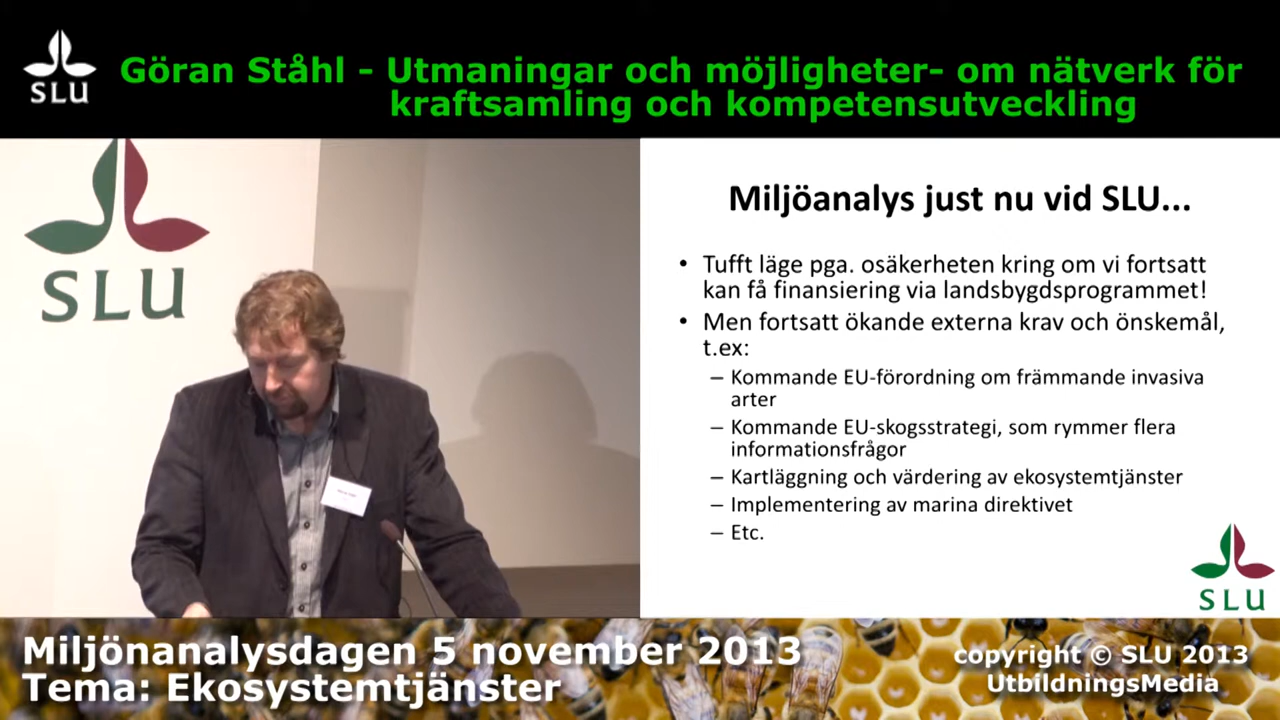 SLU
Göran Ståhl - Utmaningar och möjligheter- om nätverk för
kraftsamling och kompetensutveckling
SLU
Miljöanalys just nu vid SLU...
• Tufft läge pga. osäkerheten kring om vi fortsatt
kan få finansiering via landsbygdsprogrammet!
• Men fortsatt ökande externa krav och önskemål,
t.ex:
– Kommande EU-förordning om främmande invasiva
arter
– Kommande EU-skogsstrategi, som rymmer flera
informationsfrågor
– Kartläggning och värdering av ekosystemtjänster
– Implementering av marina direktivet
– Etc.
SLU
Miljönanalysdagen 5 november 2013
Tema: Ekosystemtjänster
copyright © SLU 2013
UtbildningsMedia